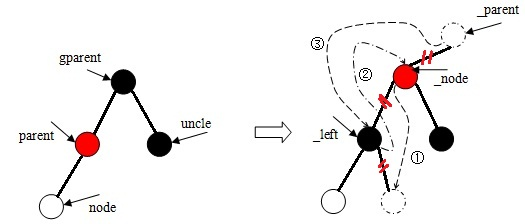 gparent
parent
uncle
node
③
②
①
_parent
_node
_left